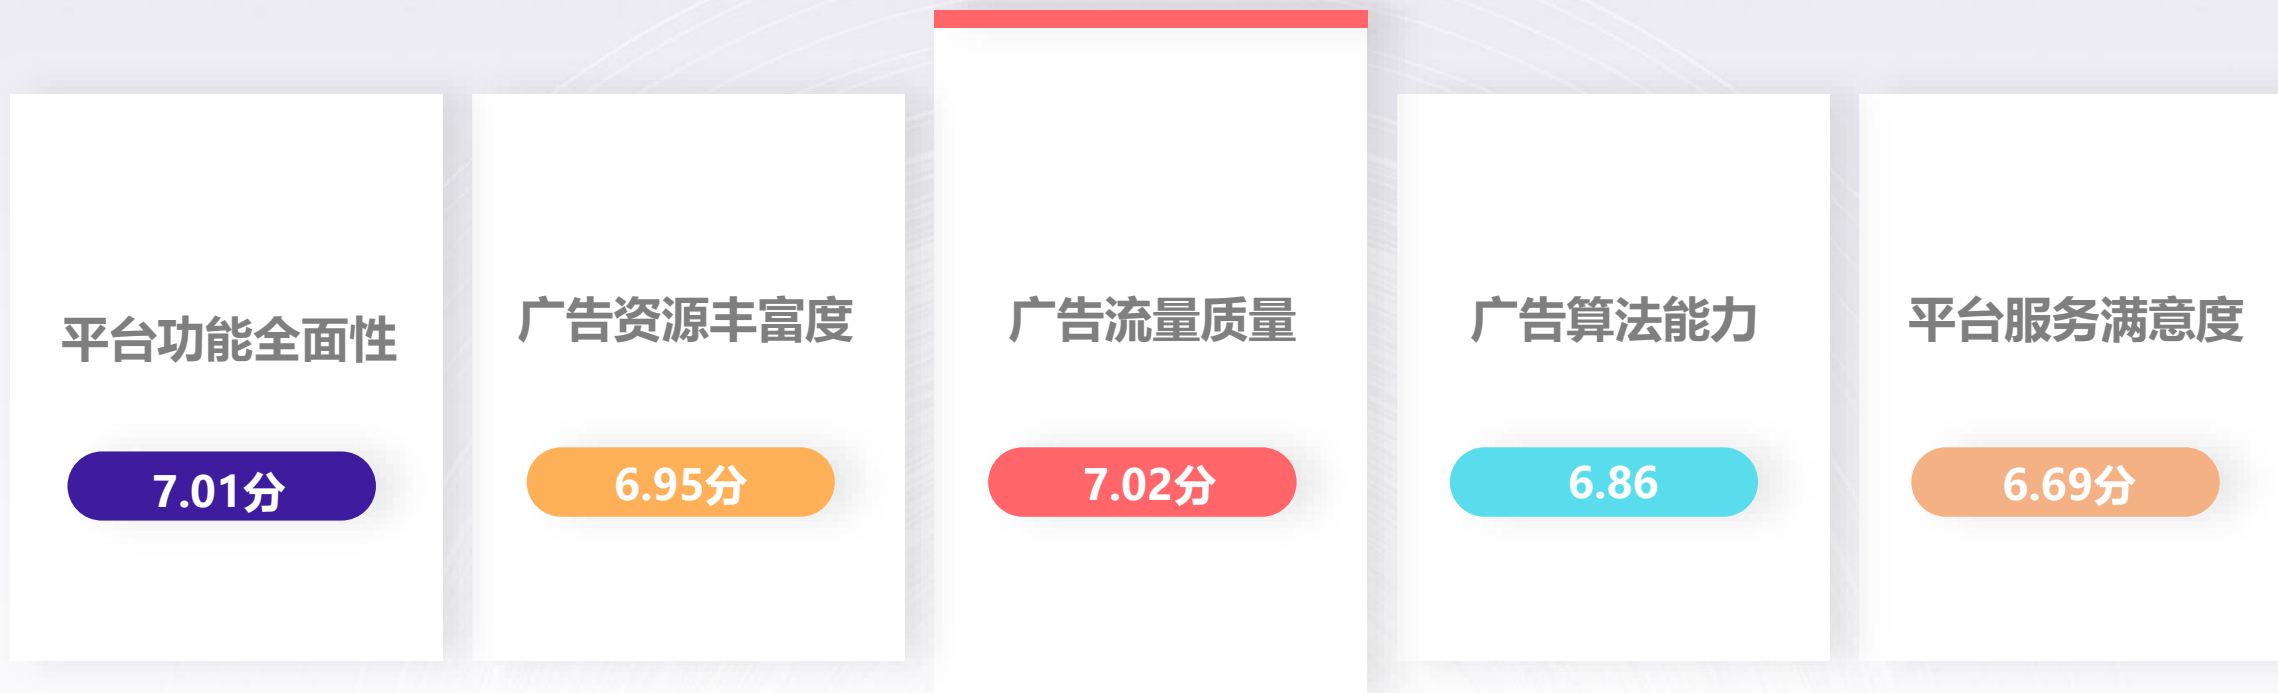 平台功能全面性
7.01分
广告资源丰富度
6.95分
广告流量质量
7.02分
广告算法能力
6.86
平台服务满意度
6.69分